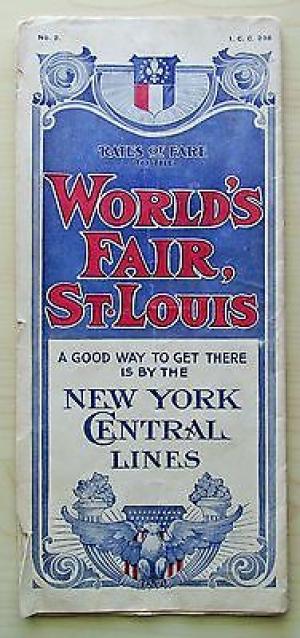 No. 2. I. C. C. 236
RATES OF FARE
TO THE
WORLD'S
FAIR,
ST. LOUIS
A GOOD WAY TO GET THERE
IS BY THE
NEW YORK
CENTRAL
LINES